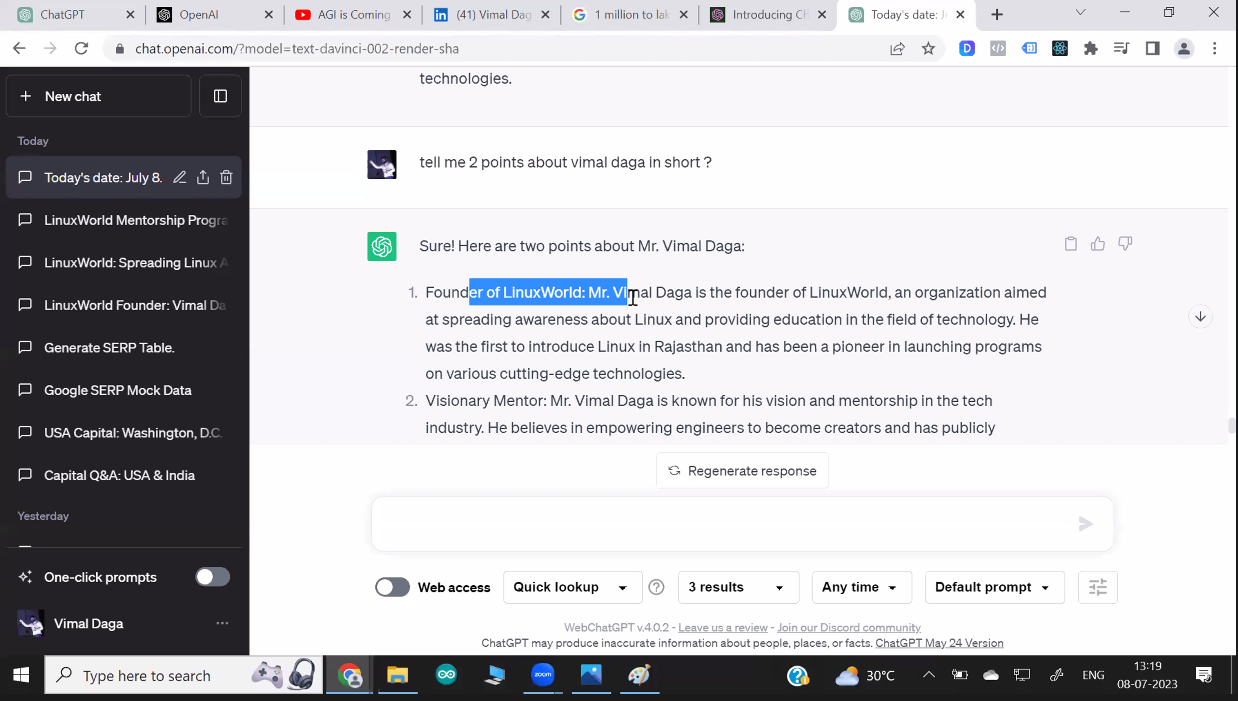 ChatGPT
OpenAI
AGI is Coming
(41) Vimal Dag
1 million to lak
Introducing Ch
Today's date: J
chat.openai.com/?model=text-davinci-002-render-sha
technologies.
New chat
Today
Today's date: July 8.
LinuxWorld Mentorship Progra
LinuxWorld: Spreading Linux A
LinuxWorld Founder: Vimal Da
Generate SERP Table.
Google SERP Mock Data
USA Capital: Washington, D.C.
Capital Q&A: USA & India
Yesterday
One-click prompts
Vimal Daga
tell me 2 points about vimal daga in short ?
Sure! Here are two points about Mr. Vimal Daga:
1. Founder of LinuxWorld: Mr. Vimal Daga is the founder of LinuxWorld, an organization aimed
at spreading awareness about Linux and providing education in the field of technology. He
was the first to introduce Linux in Rajasthan and has been a pioneer in launching programs
on various cutting-edge technologies.
2. Visionary Mentor: Mr. Vimal Daga is known for his vision and mentorship in the tech
industry. He believes in empowering engineers to become creators and has publicly
Regenerate response
Web access
Quick lookup
3 results
Any time
Default prompt
WebChatGPT v.4.0.2 - Leave us a review - Join our Discord community
ChatGPT may produce inaccurate information about people, places, or facts. ChatGPT May 24 Version
Type here to search
zoom
30°C
ENG
13:19
08-07-2023